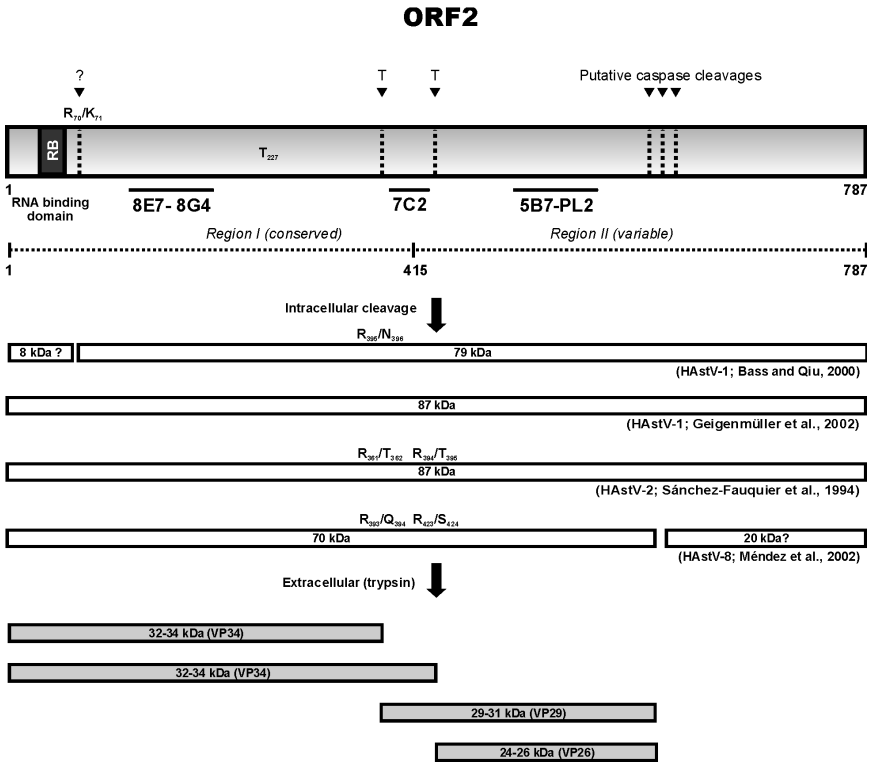 ORF2
? T T Putative caspase cleavages
R70/K71
RB
T227
1 787
RNA binding
domain
8E7- 8G4 7C2 5B7-PL2
Region I (conserved) Region II (variable)
1 415 787
Intracellular cleavage
R395/N396
8 kDa ? 79 kDa
(HAstV-1; Bass and Qiu, 2000)
87 kDa
(HAstV-1; Geigenmüller et al., 2002)
R361/T362 R394/T395
87 kDa
(HAstV-2; Sánchez-Fauquier et al., 1994)
R393/Q394 R423/S424
70 kDa 20 kDa?
(HAstV-8; Méndez et al., 2002)
Extracellular (trypsin)
32-34 kDa (VP34)
32-34 kDa (VP34)
29-31 kDa (VP29)
24-26 kDa (VP26)